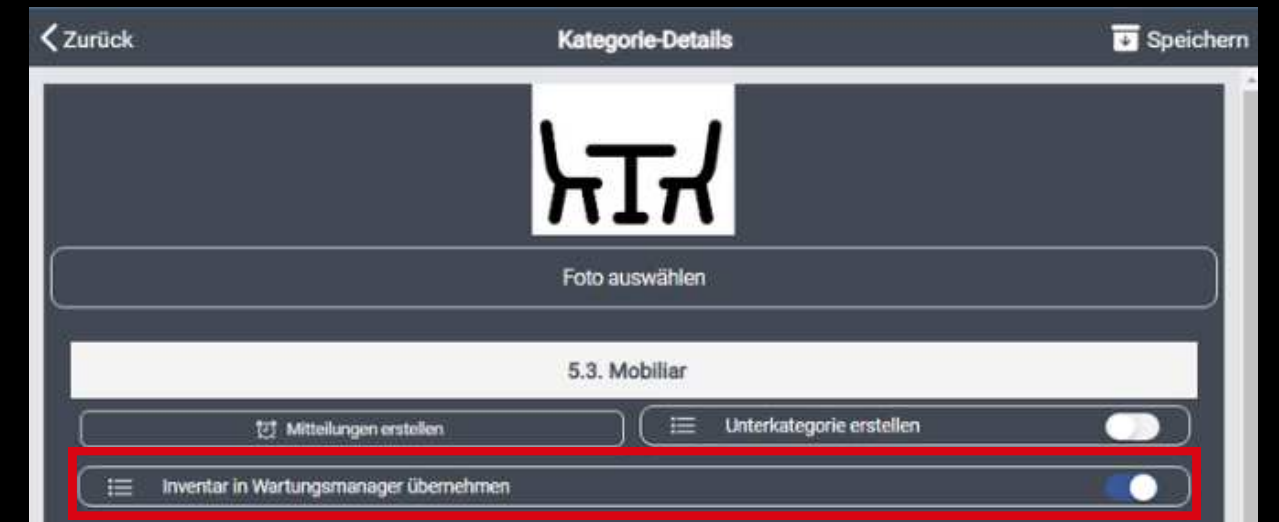 Zurück Kategorie-Details Speichern
Foto auswählen
5.3. Mobiliar
Mitteilungen erstellen Unterkategorie erstellen
Inventar in Wartungsmanager übernehmen